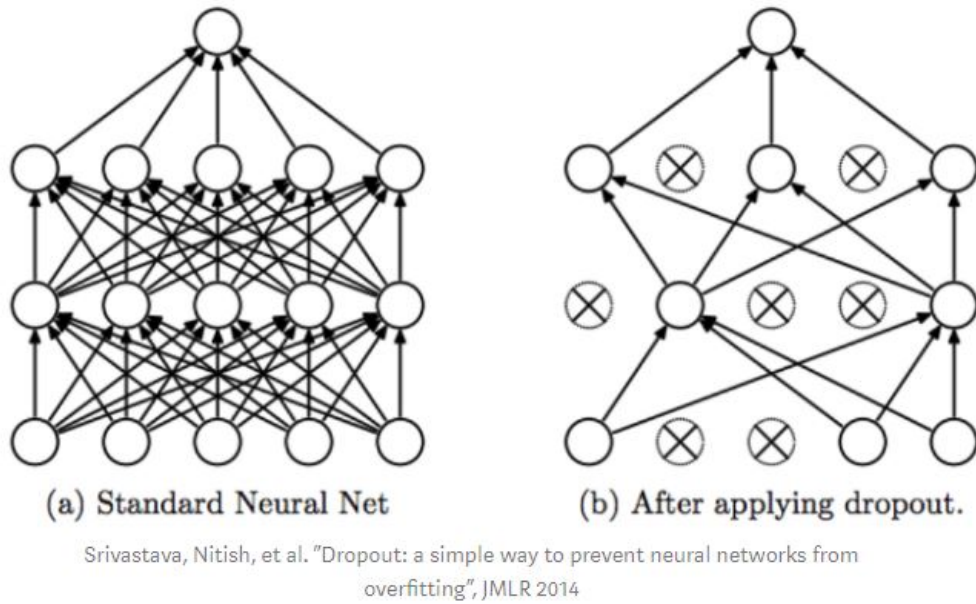 (a) Standard Neural Net
(b) After applying dropout.
Srivastava, Nitish, et al. "Dropout: a simple way to prevent neural networks from
overfitting", JMLR 2014